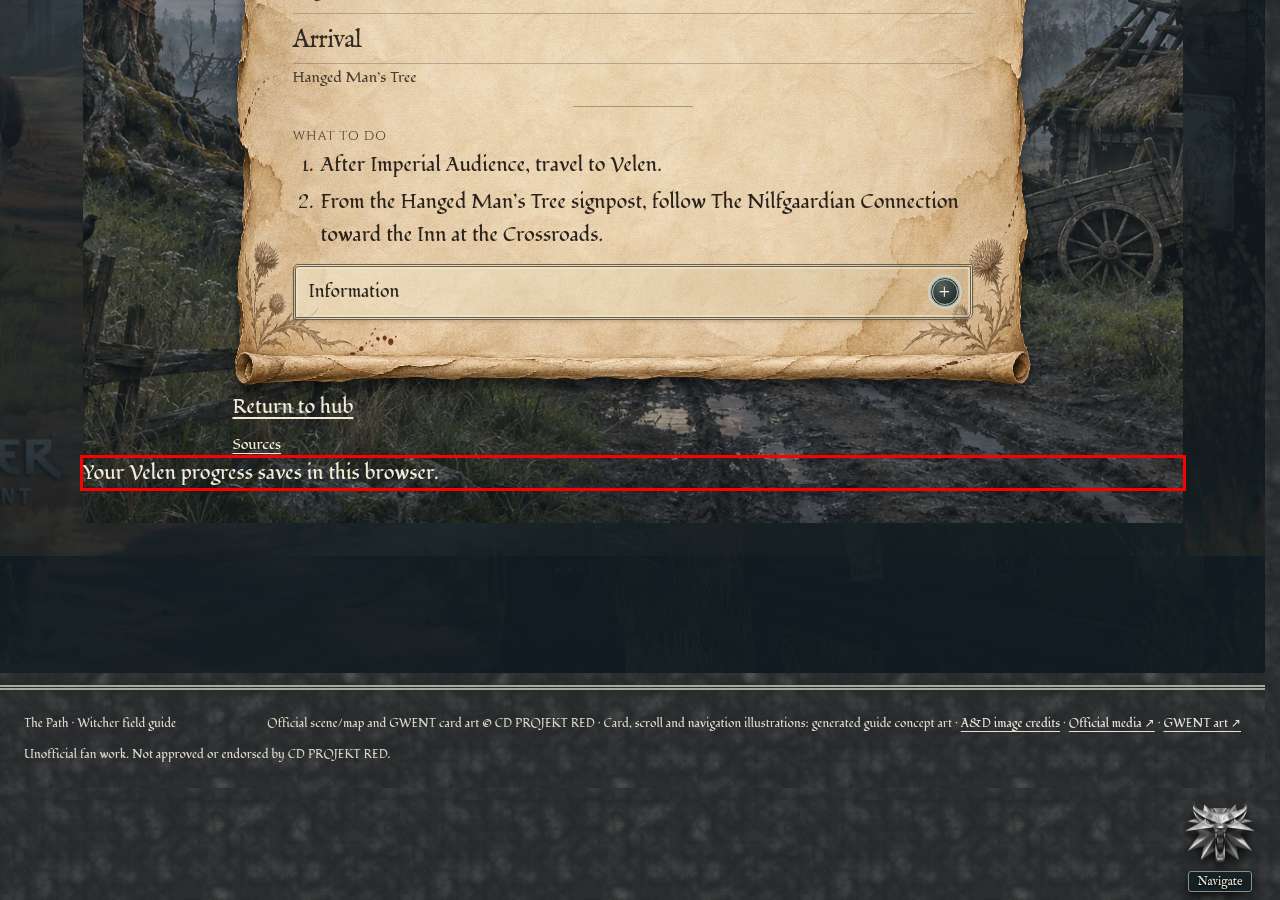 Arrival
Hanged Man's Tree
WHAT TO DO
1. After Imperial Audience, travel to Velen.
2. From the Hanged Man's Tree signpost, follow The Nilfgaardian Connection
toward the Inn at the Crossroads.
Information
+
Return to hub
Sources
Your Velen progress saves in this browser.
The Path · Witcher field guide
Official scene/map and GWENT card art © CD PROJEKT RED · Card, scroll and navigation illustrations: generated guide concept art · A&D image credits · Official media ↗ · GWENT art ↗
Unofficial fan work. Not approved or endorsed by CD PROJEKT RED.
Navigate